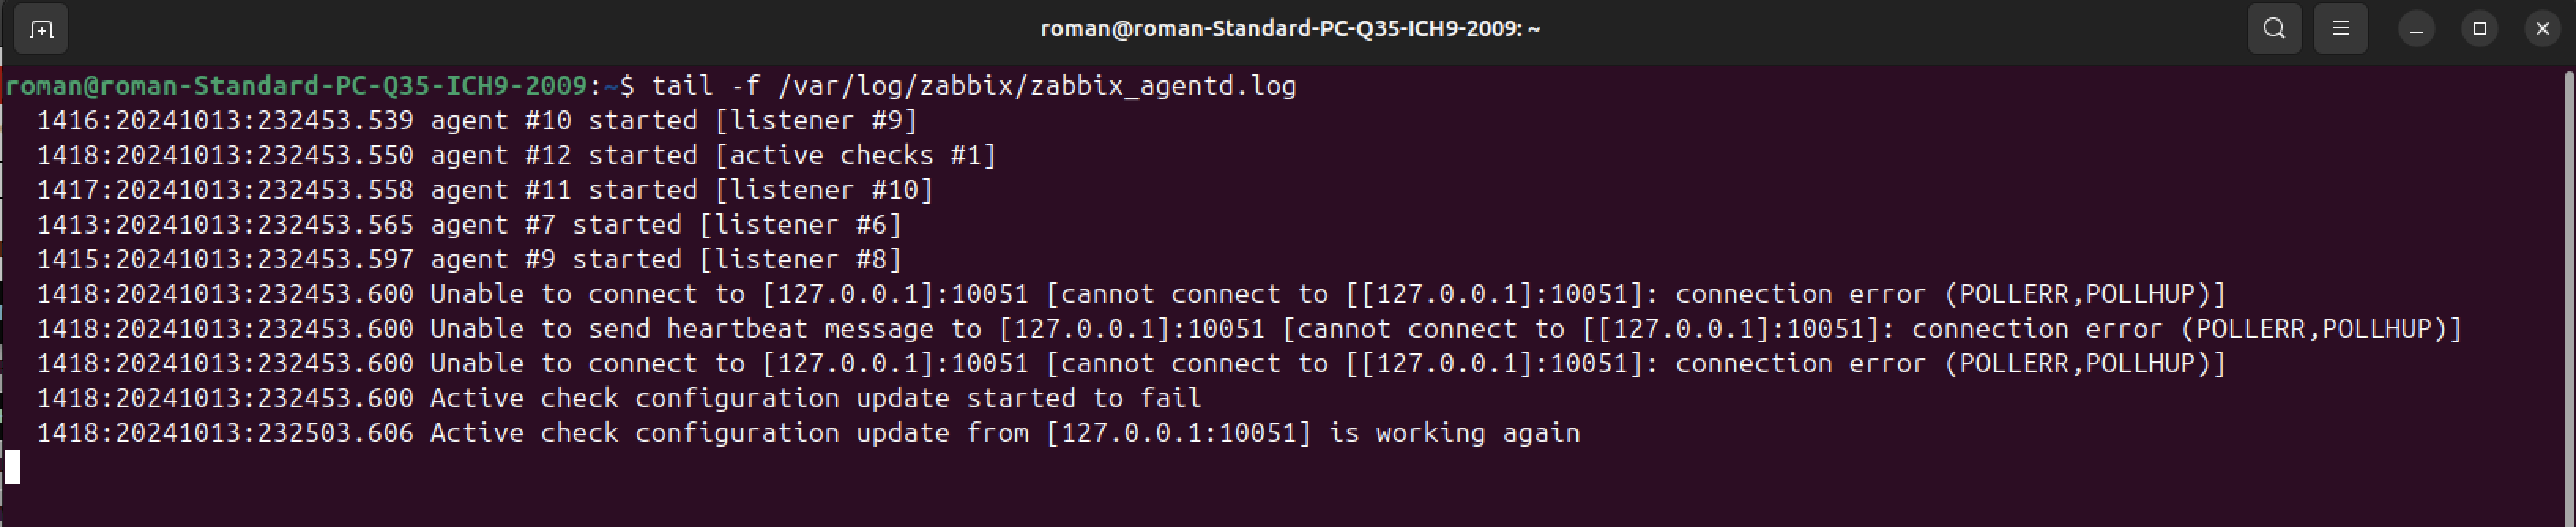 roman@roman-Standard-PC-Q35-ICH9-2009: ~
roman@roman-Standard-PC-Q35-ICH9-2009:~$ tail -f /var/log/zabbix/zabbix_agentd.log
1416:20241013:232453.539 agent #10 started [listener #9]
1418:20241013:232453.550 agent #12 started [active checks #1]
1417:20241013:232453.558 agent #11 started [listener #10]
1413:20241013:232453.565 agent #7 started [listener #6]
1415:20241013:232453.597 agent #9 started [listener #8]
1418:20241013:232453.600 Unable to connect to [127.0.0.1]:10051 [cannot connect to [[127.0.0.1]:10051]: connection error (POLLERR,POLLHUP)]
1418:20241013:232453.600 Unable to send heartbeat message to [127.0.0.1]:10051 [cannot connect to [[127.0.0.1]:10051]: connection error (POLLERR,POLLHUP)]
1418:20241013:232453.600 Unable to connect to [127.0.0.1]:10051 [cannot connect to [[127.0.0.1]:10051]: connection error (POLLERR,POLLHUP)]
1418:20241013:232453.600 Active check configuration update started to fail
1418:20241013:232503.606 Active check configuration update from [127.0.0.1:10051] is working again